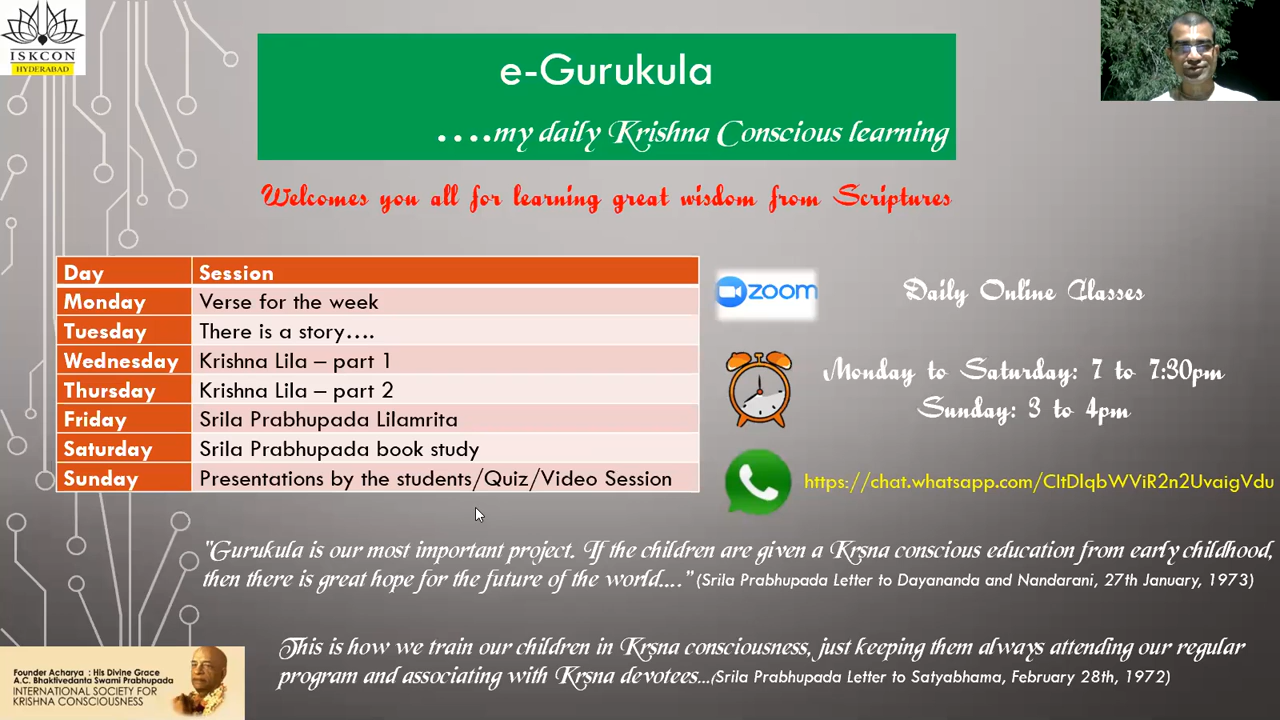 ISKCON
HYDERABAD
e-Gurukula
....my daily Krishna Conscious learning
Welcomes you all for learning great wisdom from Scriptures
Day Session
Monday Verse for the week
Tuesday There is a story....
Wednesday Krishna Lila – part 1
Thursday Krishna Lila – part 2
Friday Srila Prabhupada Lilamrita
Saturday Srila Prabhupada book study
Sunday Presentations by the students/Quiz/Video Session
zoom
Daily Online Classes
Monday to Saturday: 7 to 7:30pm
Sunday: 3 to 4pm
https://chat.whatsapp.com/CItDlqbWViR2n2UvaigVdu
"Gurukula is our most important project. If the children are given a Krsna conscious education from early childhood,
then there is great hope for the future of the world...." (Srila Prabhupada Letter to Dayananda and Nandarani, 27th January, 1973)
This is how we train our children in Krsna consciousness, just keeping them always attending our regular
program and associating with Krsna devotees...(Srila Prabhupada Letter to Satyabhama, February 28th, 1972)
Founder Acharya : His Divine Grace
A.C. Bhaktivedanta Swami Prabhupada
INTERNATIONAL SOCIETY FOR
KRISHNA CONSCIOUSNESS